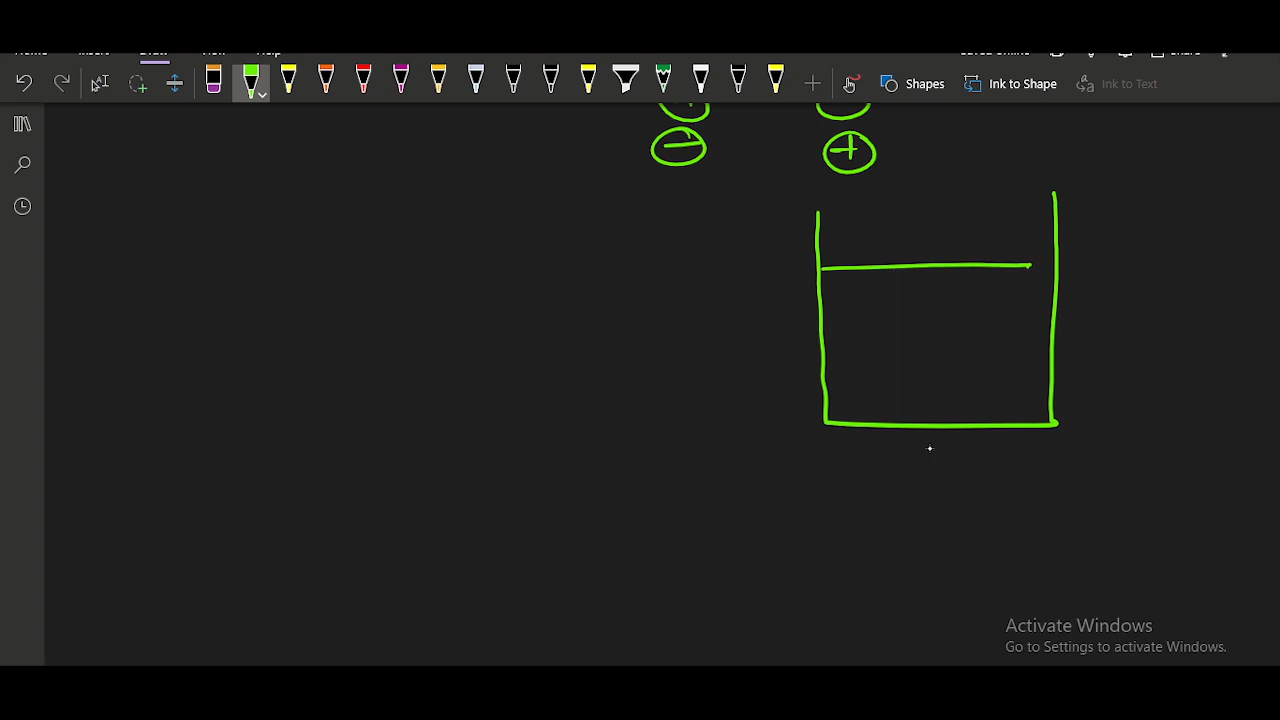 Shapes Ink to Shape Ink to Text
−
+
Activate Windows
Go to Settings to activate Windows.